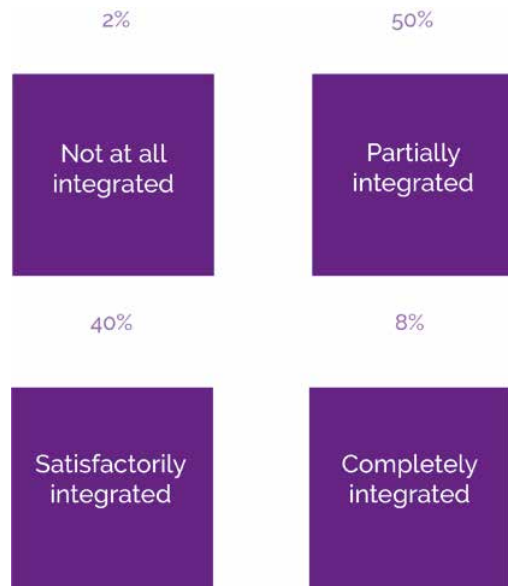 2%
50%
Not at all
integrated
Partially
integrated
40%
8%
Satisfactorily
integrated
Completely
integrated